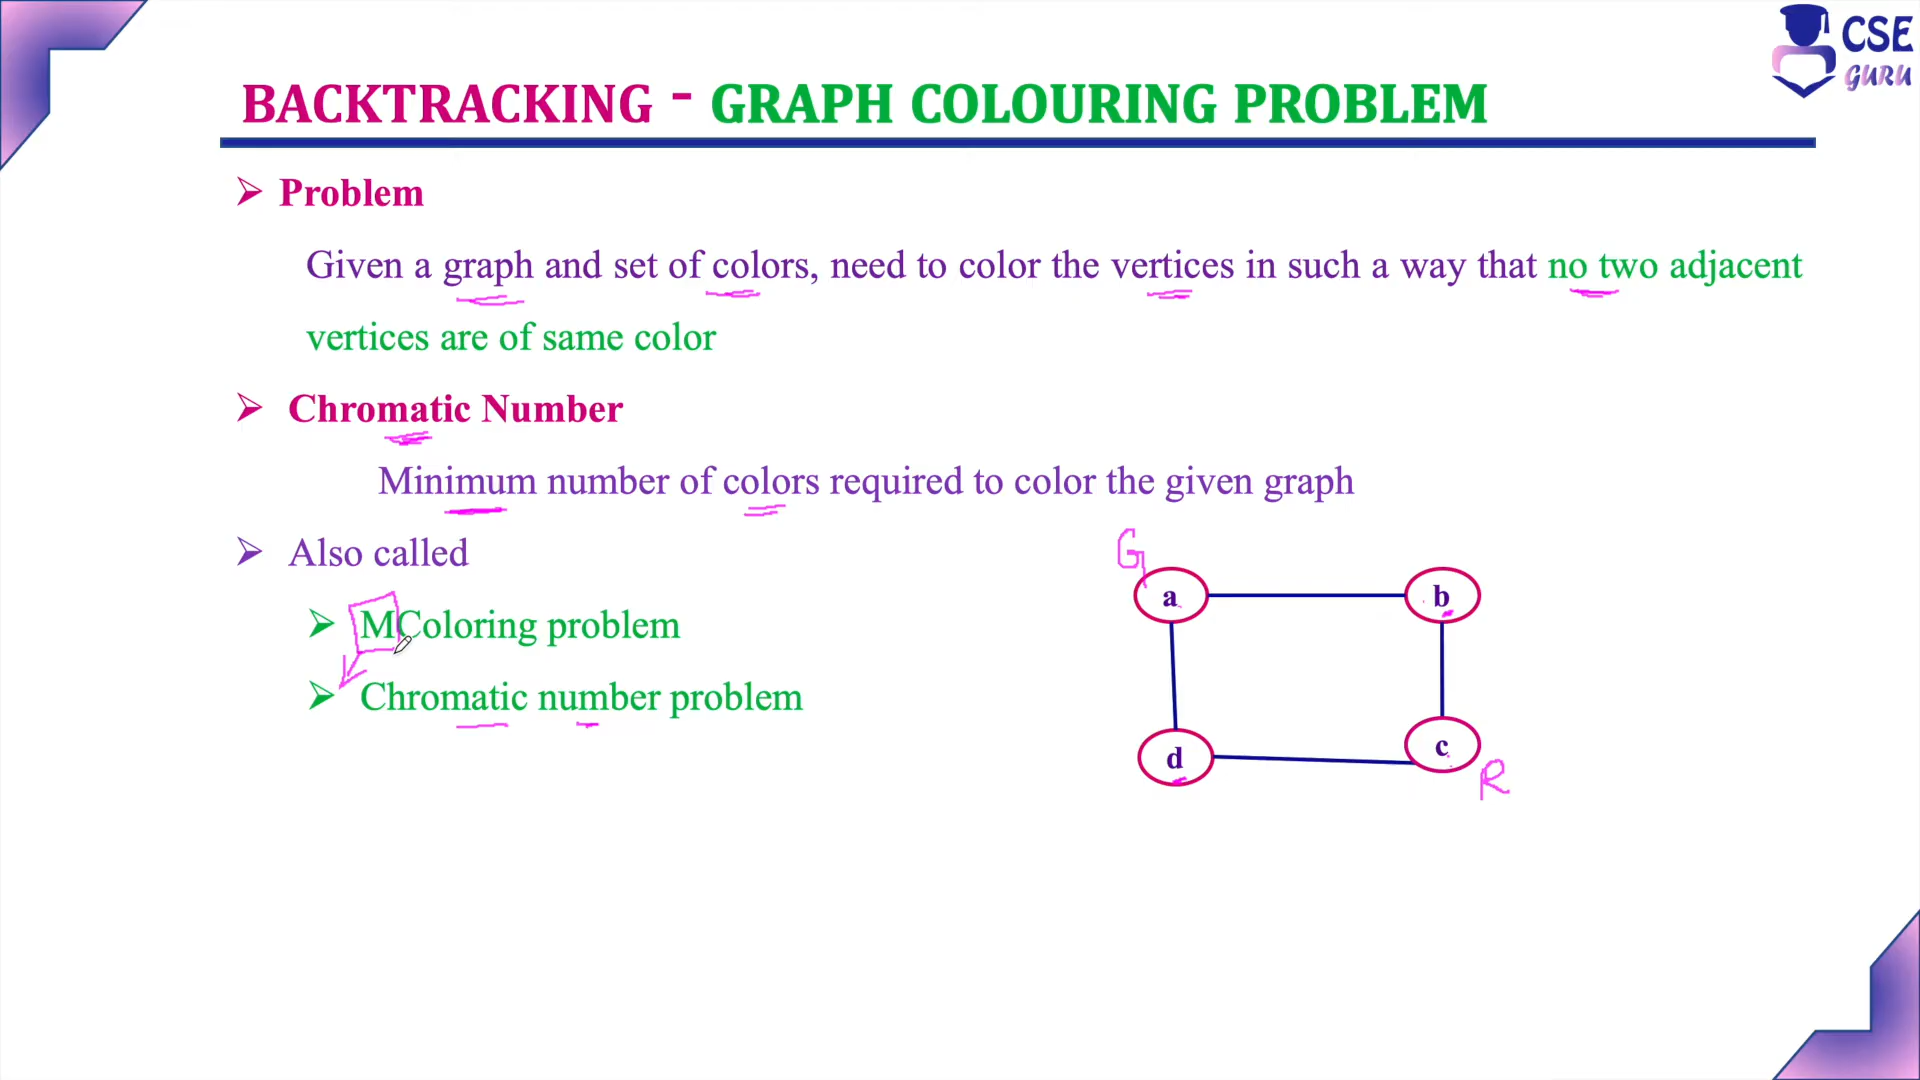 CSE
GURU
BACKTRACKING - GRAPH COLOURING PROBLEM
Problem
Given a graph and set of colors, need to color the vertices in such a way that no two adjacent
vertices are of same color
Chromatic Number
Minimum number of colors required to color the given graph
Also called
MColoring problem
Chromatic number problem
G
a
b
d
c
R